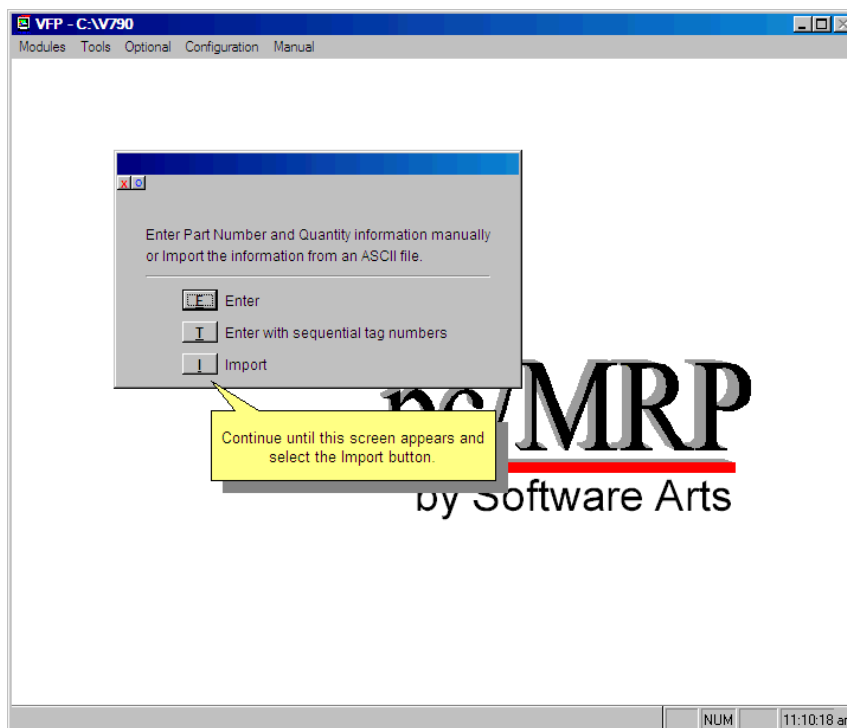 VFP - C:\V790
Modules Tools Optional Configuration Manual
X O
Enter Part Number and Quantity information manually
or Import the information from an ASCII file.
E Enter
T Enter with sequential tag numbers
I Import
Continue until this screen appears and
select the Import button.
pc/MRP
by Software Arts
NUM 11:10:18 am